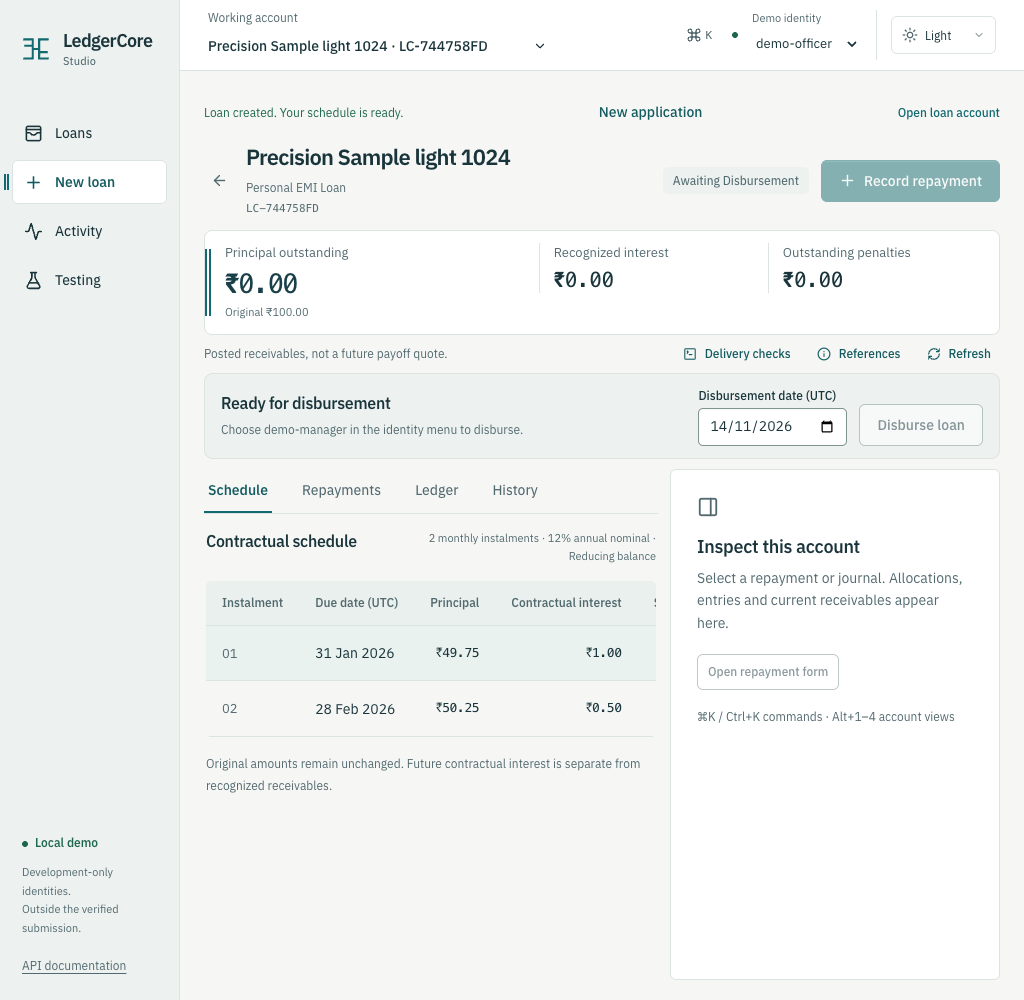 LedgerCore
Studio
Loans
New loan
Activity
Testing
Local demo
Development-only
identities.
Outside the verified
submission.
API documentation
Working account
Precision Sample light 1024 · LC-744758FD
⌘ K
Demo identity
demo-officer
Light
Loan created. Your schedule is ready.
New application
Open loan account
Precision Sample light 1024
Personal EMI Loan
LC-744758FD
Awaiting Disbursement
Record repayment
Principal outstanding
₹0.00
Original ₹100.00
Recognized interest
₹0.00
Outstanding penalties
₹0.00
Posted receivables, not a future payoff quote.
Delivery checks
References
Refresh
Ready for disbursement
Choose demo-manager in the identity menu to disburse.
Disbursement date (UTC)
14/11/2026
Disburse loan
Schedule Repayments Ledger History
Contractual schedule
2 monthly instalments · 12% annual nominal ·
Reducing balance
Instalment Due date (UTC) Principal Contractual interest
01 31 Jan 2026 ₹49.75 ₹1.00
02 28 Feb 2026 ₹50.25 ₹0.50
Original amounts remain unchanged. Future contractual interest is separate from
recognized receivables.
Inspect this account
Select a repayment or journal. Allocations,
entries and current receivables appear
here.
Open repayment form
⌘K / Ctrl+K commands · Alt+1–4 account views